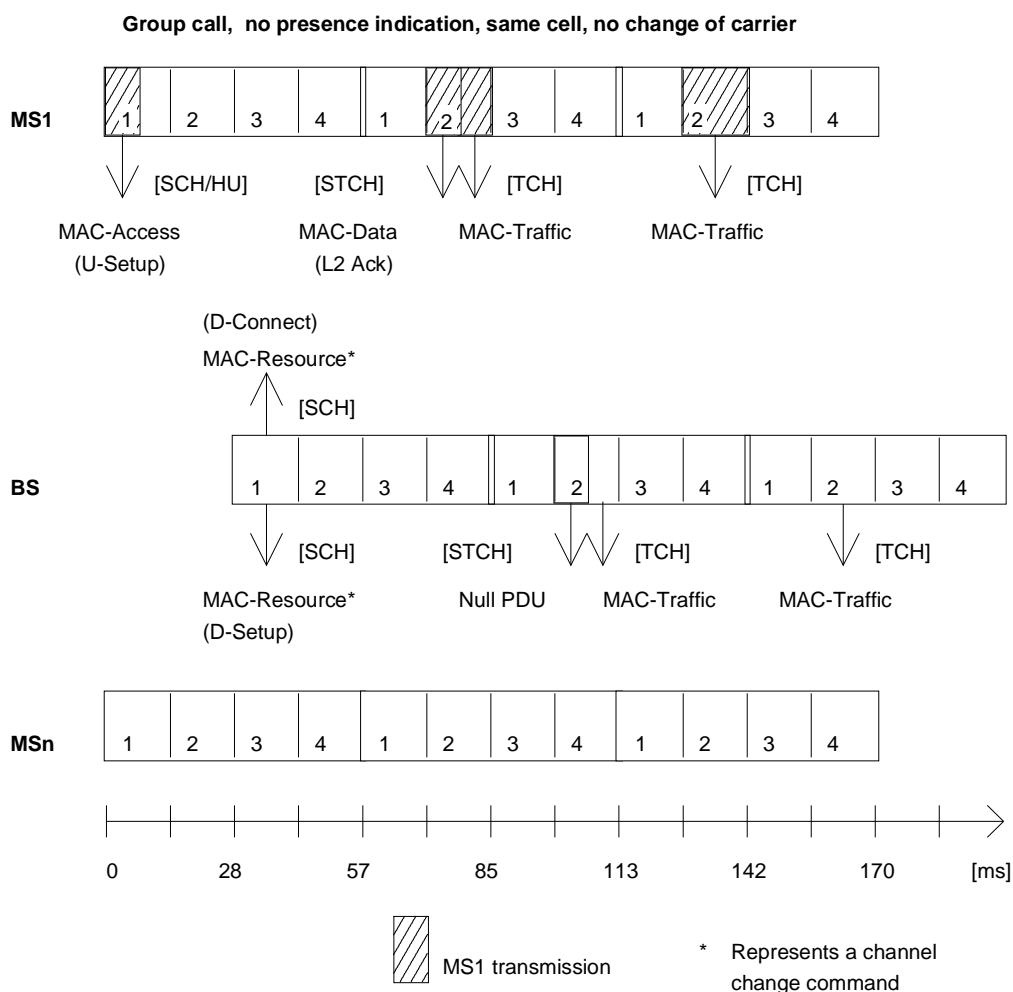 Group call, no presence indication, same cell, no change of carrier
MS1
1 2 3 4 1 2 3 4 1 2 3 4
[SCH/HU] [STCH] [TCH] [TCH]
MAC-Access MAC-Data MAC-Traffic MAC-Traffic
(U-Setup) (L2 Ack)
(D-Connect)
MAC-Resource*
[SCH]
BS
1 2 3 4 1 2 3 4 1 2 3 4
[SCH] [STCH] [TCH] [TCH]
MAC-Resource* Null PDU MAC-Traffic MAC-Traffic
(D-Setup)
MSn
1 2 3 4 1 2 3 4 1 2 3 4
0 28 57 85 113 142 170 [ms]
MS1 transmission
* Represents a channel
change command